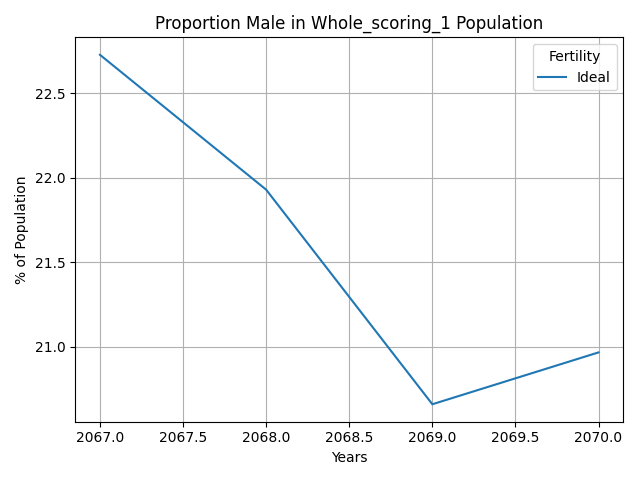 Proportion Male in Whole_scoring_1 Population
Fertility
Ideal
% of Population
22.5
22.0
21.5
21.0
2067.0 2067.5 2068.0 2068.5 2069.0 2069.5 2070.0
Years